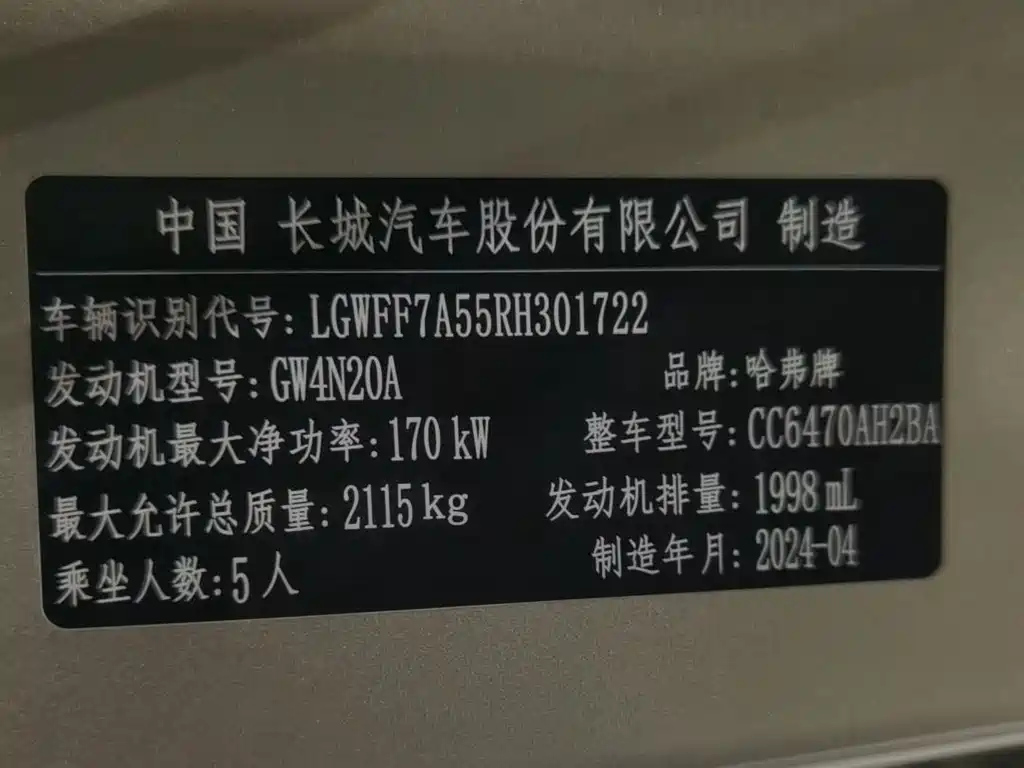 中国 长城汽车股份有限公司 制造
车辆识别代号: LGWFF7A55RH301722
发动机型号: GW4N20A 品牌: 哈弗牌
发动机最大净功率: 170 kW 整车型号: CC6470AH2BA
最大允许总质量: 2115 kg 发动机排量: 1998 mL
乘坐人数: 5 人 制造年月: 2024-04